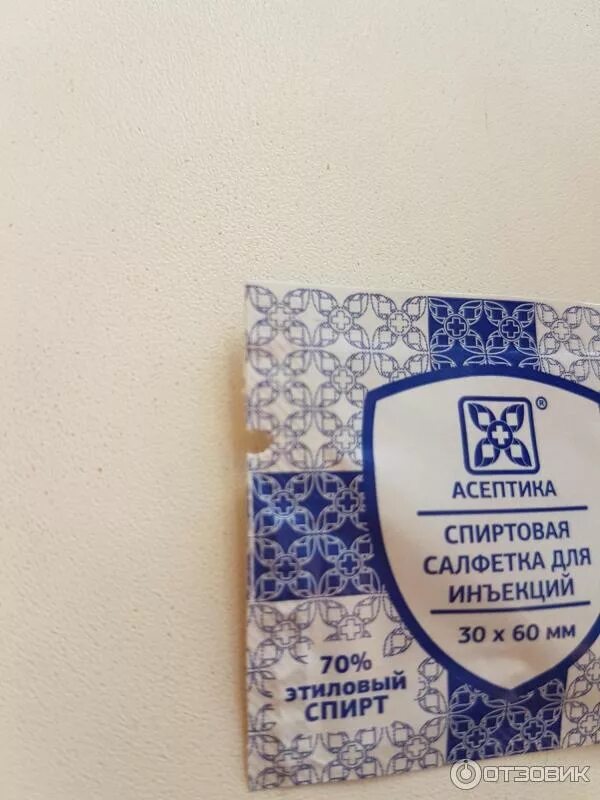 ®
АСЕПТИКА
СПИРТОВАЯ
САЛФЕТКА ДЛЯ
ИНЪЕКЦИЙ
30 x 60 мм
70%
этиловый
СПИРТ
ОТЗОВИК